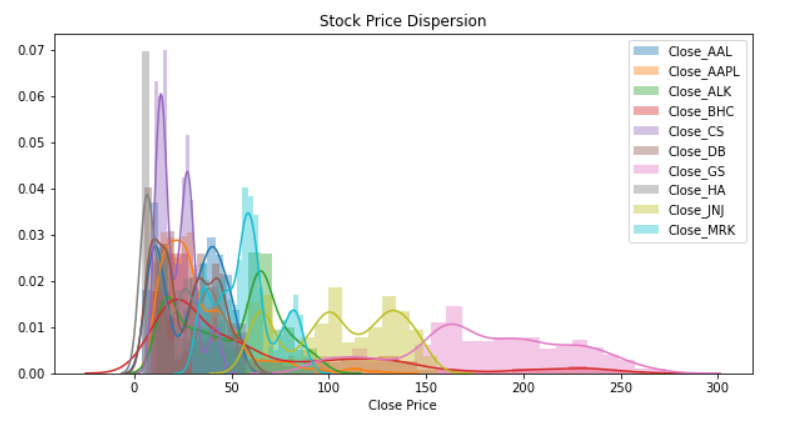 Stock Price Dispersion
0.07
0.06
0.05
0.04
0.03
0.02
0.01
0.00
0 50 100 150 200 250 300
Close Price
Close_AAL
Close_AAPL
Close_ALK
Close_BHC
Close_CS
Close_DB
Close_GS
Close_HA
Close_JNJ
Close_MRK